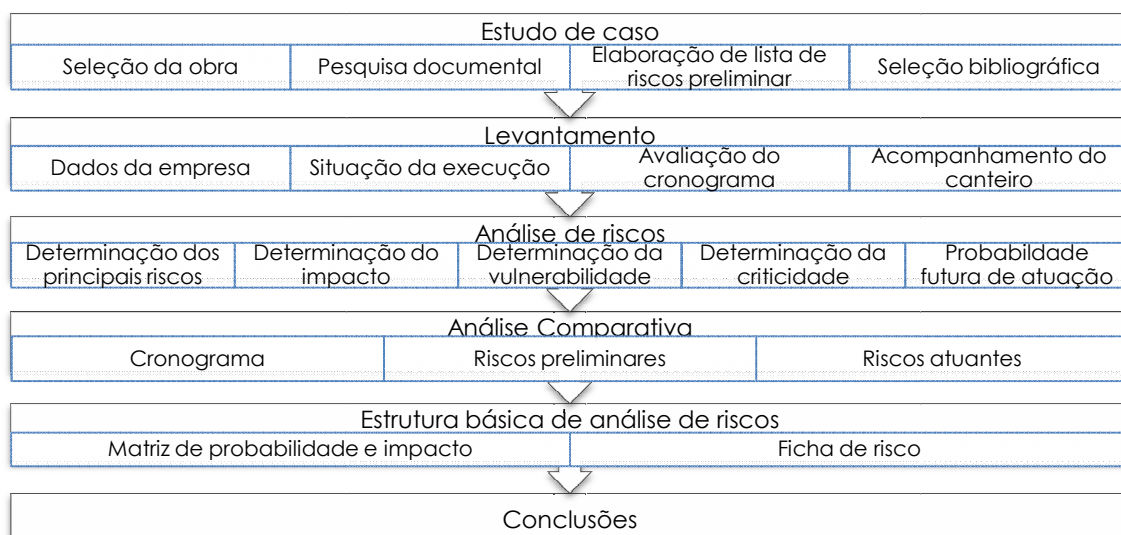 Estudo de caso
Seleção da obra
Pesquisa documental
Elaboração de lista de
riscos preliminar
Seleção bibliográfica
Levantamento
Dados da empresa
Situação da execução
Avaliação do
cronograma
Acompanhamento do
canteiro
Análise de riscos
Determinação dos
principais riscos
Determinação do
impacto
Determinação da
vulnerabilidade
Determinação da
criticidade
Probabildade
futura de atuação
Análise Comparativa
Cronograma
Riscos preliminares
Riscos atuantes
Estrutura básica de análise de riscos
Matriz de probabilidade e impacto
Ficha de risco
Conclusões